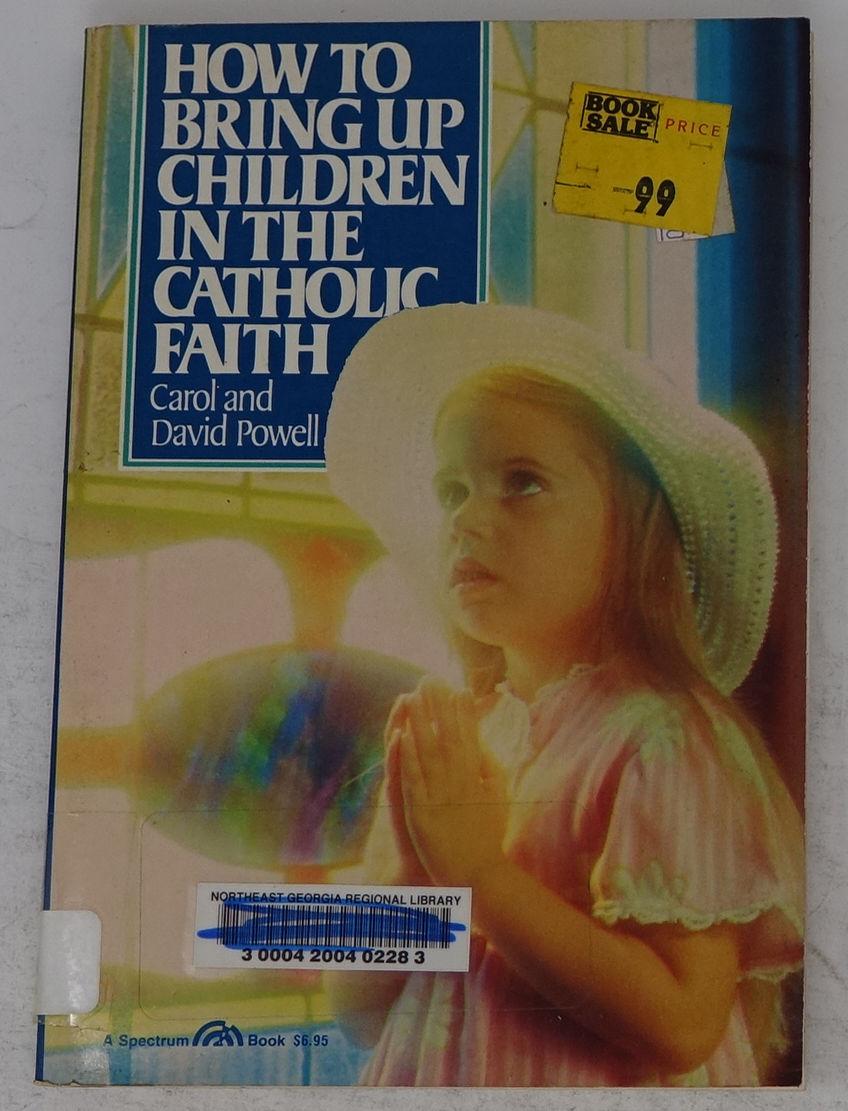 HOW TO
BRING UP
CHILDREN
IN THE
CATHOLIC
FAITH
Carol and
David Powell
BOOK
SALE PRICE
99
NORTHEAST GEORGIA REGIONAL LIBRARY
3 0004 2004 0228 3
A Spectrum Book $6.95